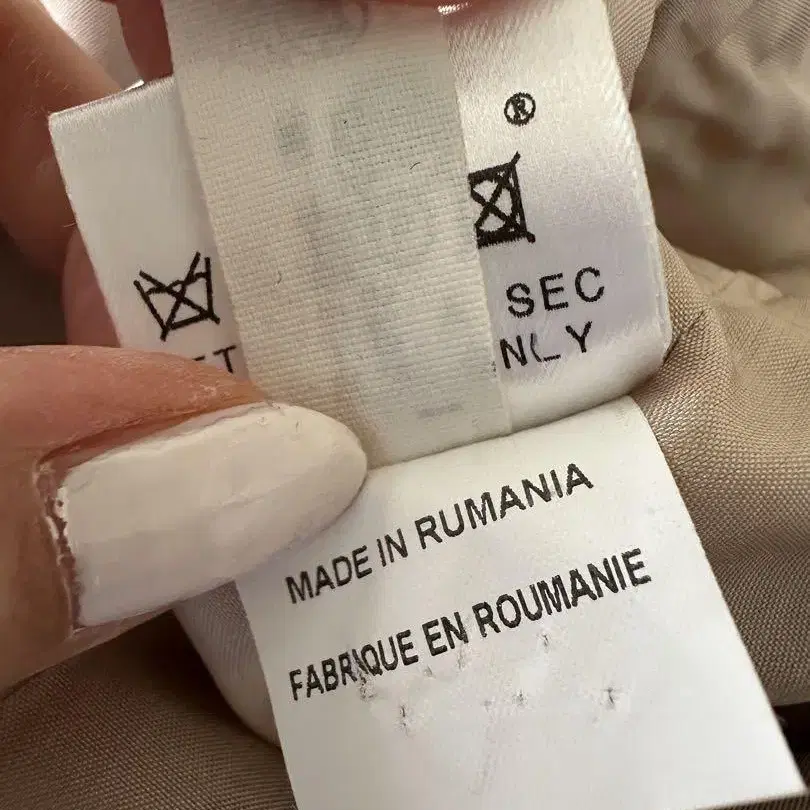 ®
SEC
MADE IN RUMANIA
FABRIQUE EN ROUMANIE